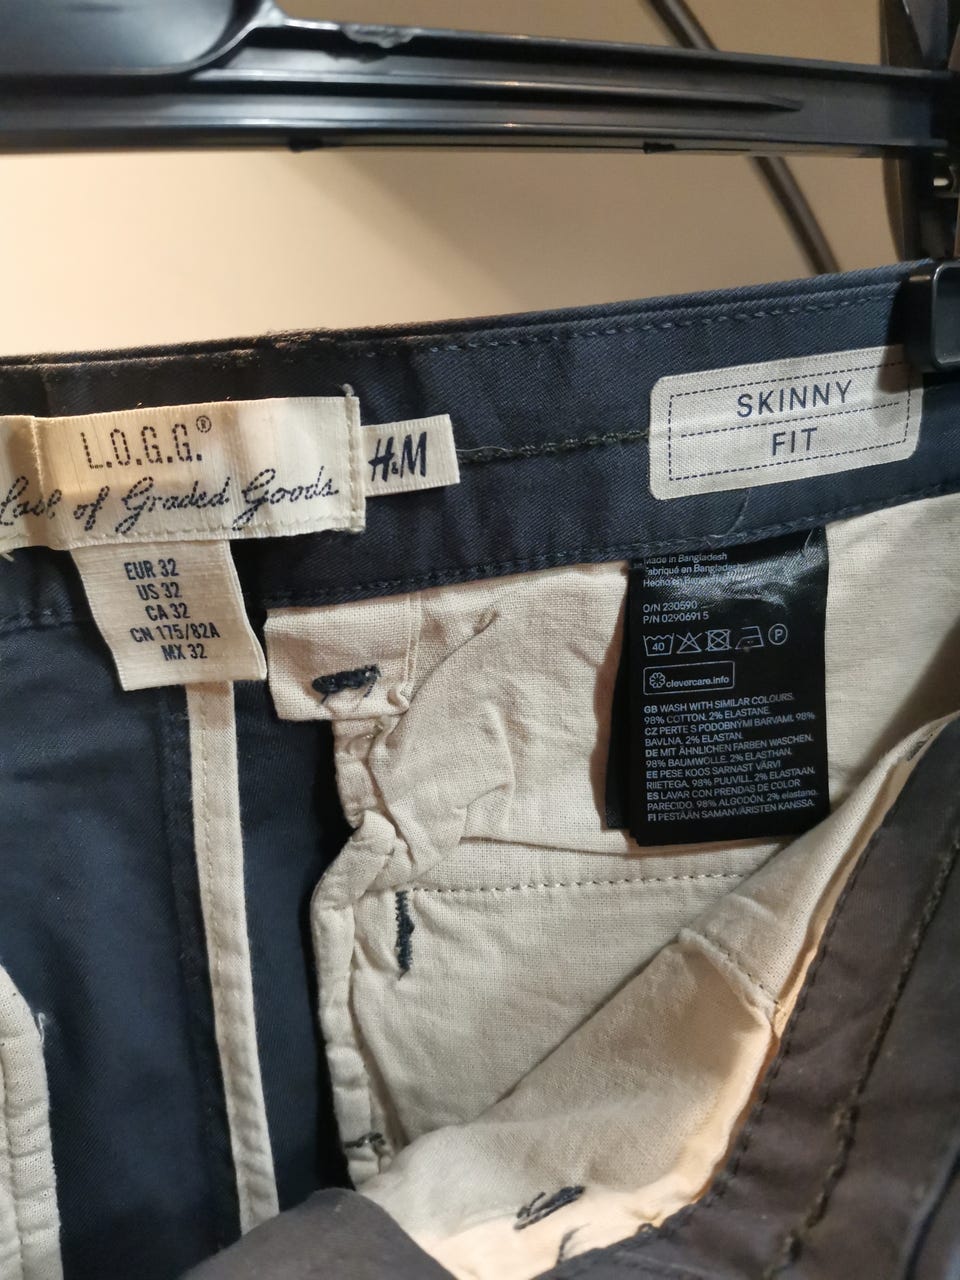 L.O.G.G.®
of Graded Goods
H&M
SKINNY
FIT
EUR 32
US 32
CA 32
CN 175/82A
MX 32
Made in Bangladesh
Fabriqué en Bangladesh
O/N 230590
P/N 0290691 5
40
P
clevercare.info
GB WASH WITH SIMILAR COLOURS.
98% COTTON. 2% ELASTANE.
CZ PERTE S PODOBNÝMI BARVAMI. 98%
BAVLNA. 2% ELASTAN.
DE MIT ÄHNLICHEN FARBEN WASCHEN.
98% BAUMWOLLE. 2% ELASTHAN.
EE PESE KOOS SARNAST VÄRVI
RIIETEGA. 98% PUUVILL. 2% ELASTAAN.
ES LAVAR CON PRENDAS DE COLOR
PARECIDO. 98% ALGODÓN. 2% elastano.
FI PESTÄÄN SAMANVÄRISTEN KANSSA.